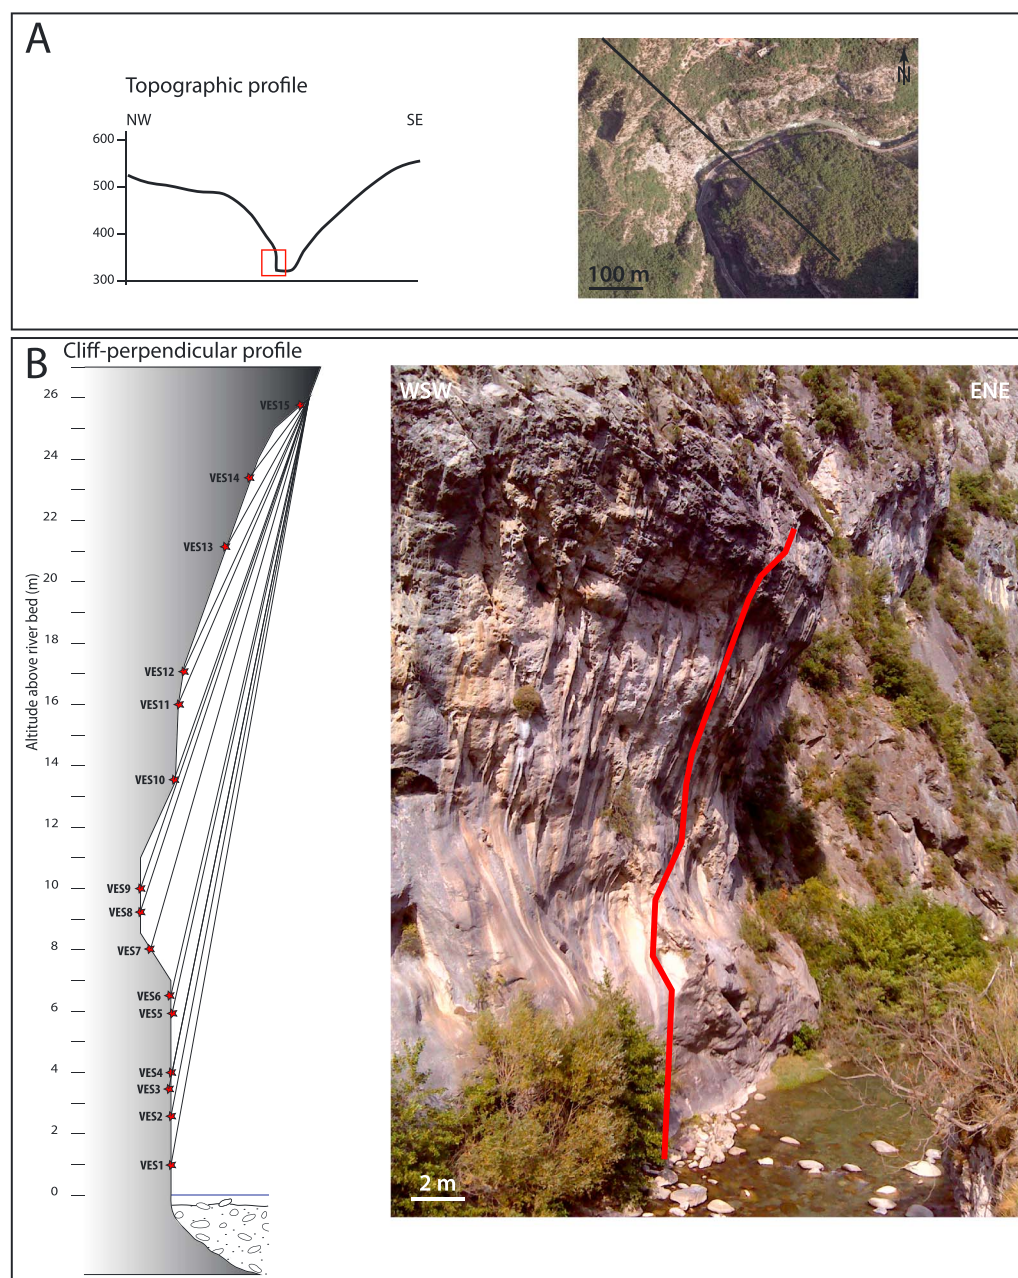 A
Topographic profile
NW
SE
600
500
400
300
N
100 m
B
Cliff-perpendicular profile
Altitude above river bed (m)
26
24
22
20
18
16
14
12
10
8
6
4
2
0
VES15
VES14
VES13
VES12
VES11
VES10
VES9
VES8
VES7
VES6
VES5
VES4
VES3
VES2
VES1
WSW
ENE
2 m